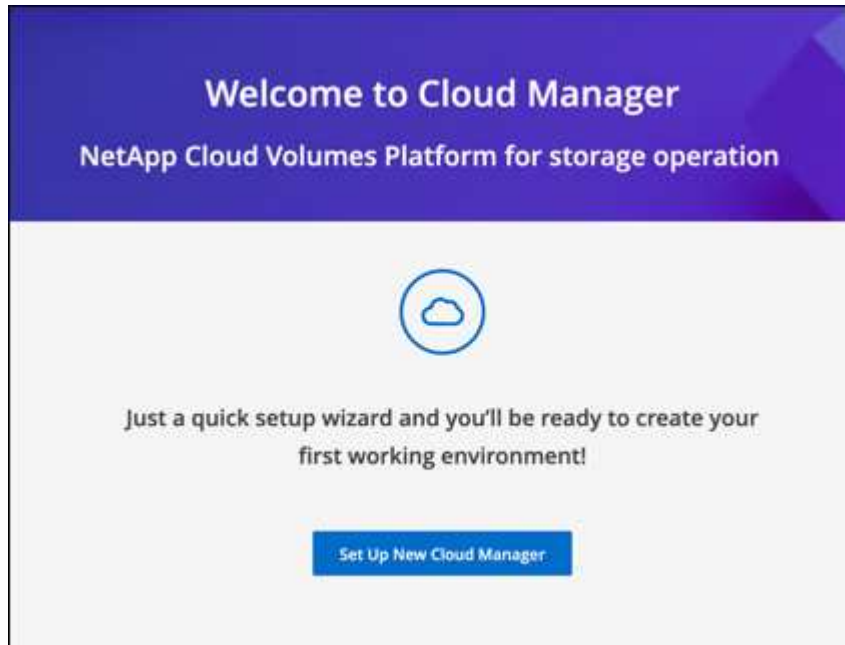 Welcome to Cloud Manager
NetApp Cloud Volumes Platform for storage operation
Just a quick setup wizard and you'll be ready to create your
first working environment!
Set Up New Cloud Manager